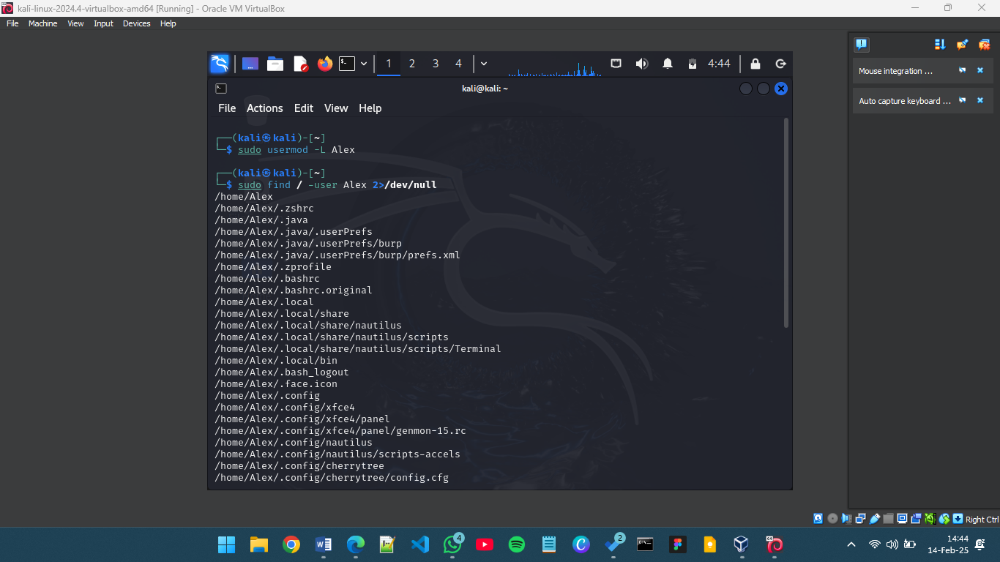 kali-linux-2024.4-virtualbox-amd64 [Running] - Oracle VM VirtualBox
File Machine View Input Devices Help
1 2 3 4 4:44
Mouse integration ...
Auto capture keyboard ...
kali@kali: ~
File Actions Edit View Help
┌──(kali㉿kali)-[~]
└─$ sudo usermod -L Alex
┌──(kali㉿kali)-[~]
└─$ sudo find / -user Alex 2>/dev/null
/home/Alex
/home/Alex/.zshrc
/home/Alex/.java
/home/Alex/.java/.userPrefs
/home/Alex/.java/.userPrefs/burp
/home/Alex/.java/.userPrefs/burp/prefs.xml
/home/Alex/.zprofile
/home/Alex/.bashrc
/home/Alex/.bashrc.original
/home/Alex/.local
/home/Alex/.local/share
/home/Alex/.local/share/nautilus
/home/Alex/.local/share/nautilus/scripts
/home/Alex/.local/share/nautilus/scripts/Terminal
/home/Alex/.local/bin
/home/Alex/.bash_logout
/home/Alex/.face.icon
/home/Alex/.config
/home/Alex/.config/xfce4
/home/Alex/.config/xfce4/panel
/home/Alex/.config/xfce4/panel/genmon-15.rc
/home/Alex/.config/nautilus
/home/Alex/.config/nautilus/scripts-accels
/home/Alex/.config/cherrytree
/home/Alex/.config/cherrytree/config.cfg
Right Ctrl
4
2
14:44
14-Feb-25